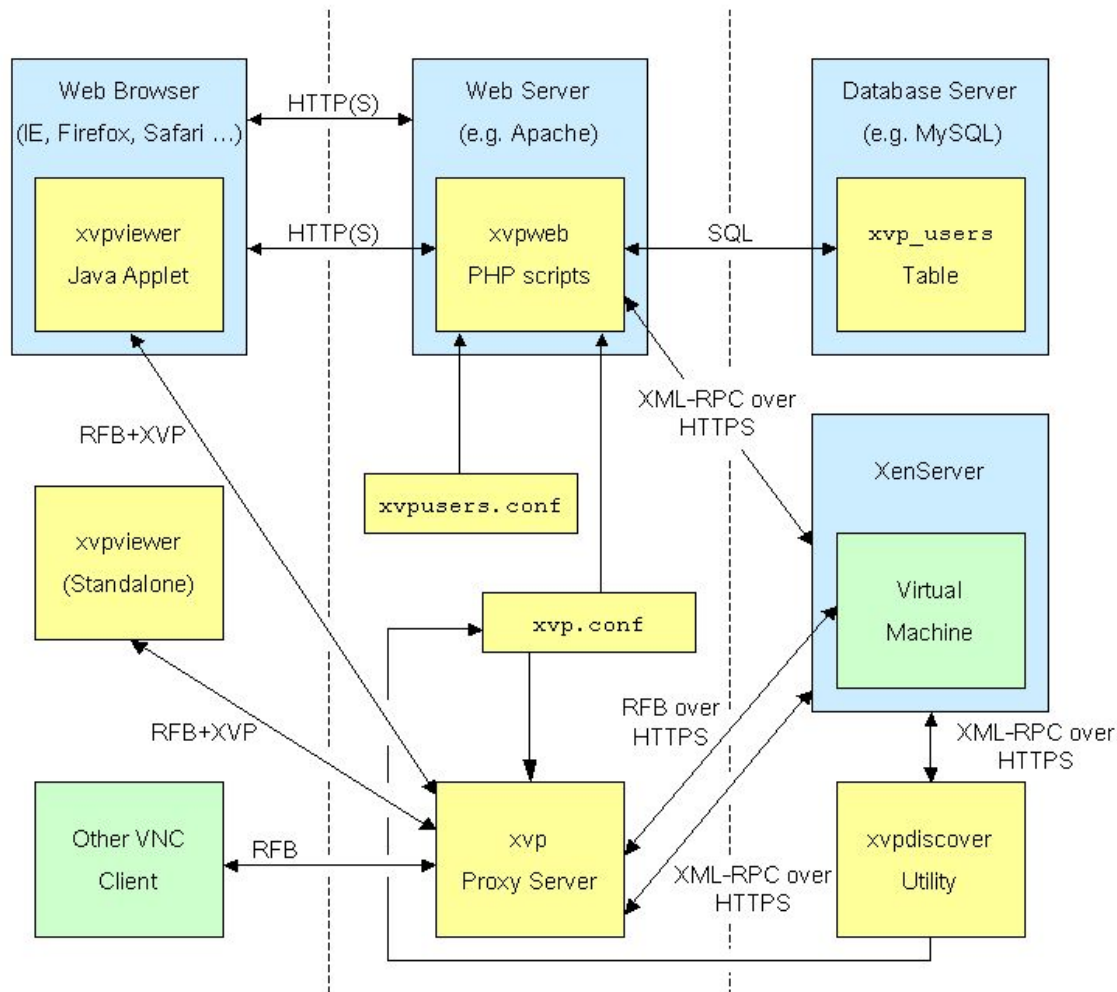 Web Browser
(IE, Firefox, Safari ...)
xvpviewer
Java Applet
HTTP(S)
HTTP(S)
Web Server
(e.g. Apache)
xvpweb
PHP scripts
SQL
Database Server
(e.g. MySQL)
xvp_users
Table
XML-RPC over
HTTPS
RFB+XVP
xvpusers.conf
XenServer
Virtual
Machine
xvpviewer
(Standalone)
xvp.conf
RFB over
HTTPS
RFB+XVP
XML-RPC over
HTTPS
Other VNC
Client
RFB
xvp
Proxy Server
XML-RPC over
HTTPS
xvpdiscover
Utility